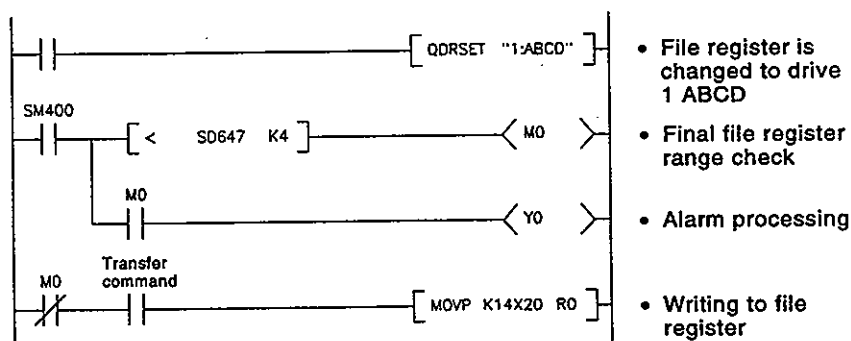 QDRSET "1:ABCD"
• File register is
changed to drive
1 ABCD
SM400
< SD647 K4
M0
• Final file register
range check
M0
Y0
• Alarm processing
M0
Transfer
command
MOVP K14X20 R0
• Writing to file
register